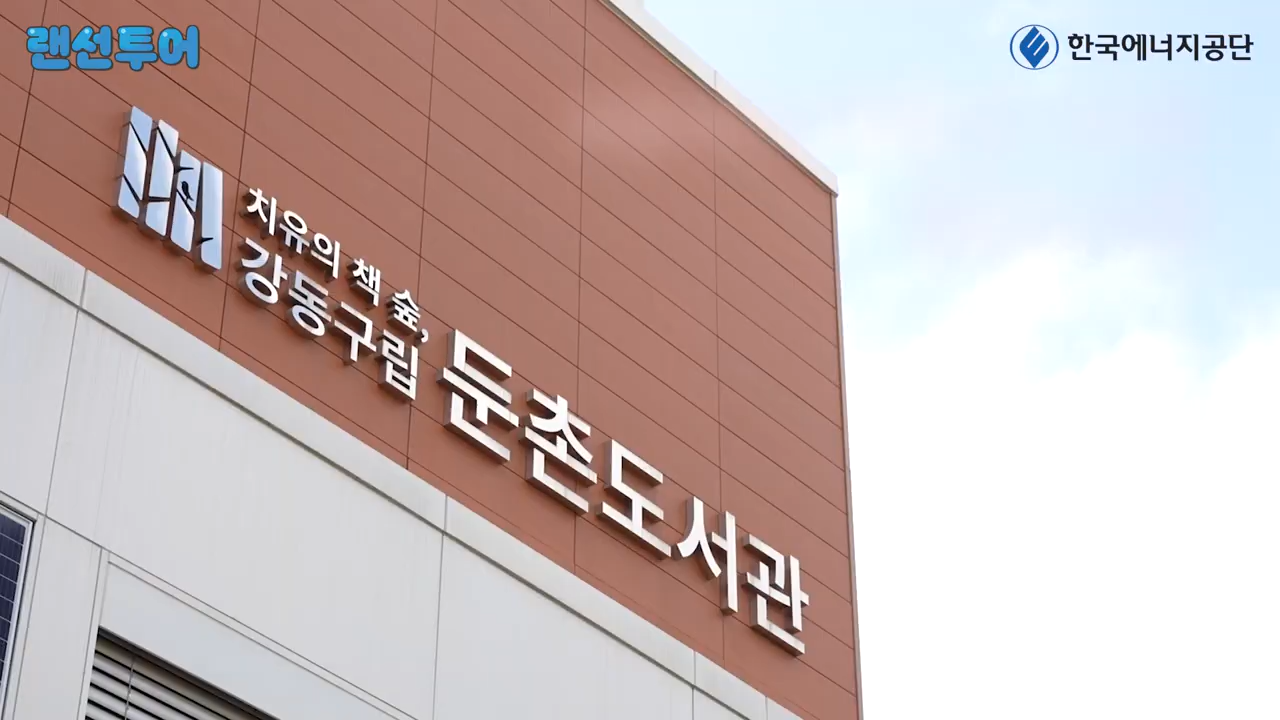 랜선투어
한국에너지공단
치유의 책 숲,
강동구립
둔촌도서관